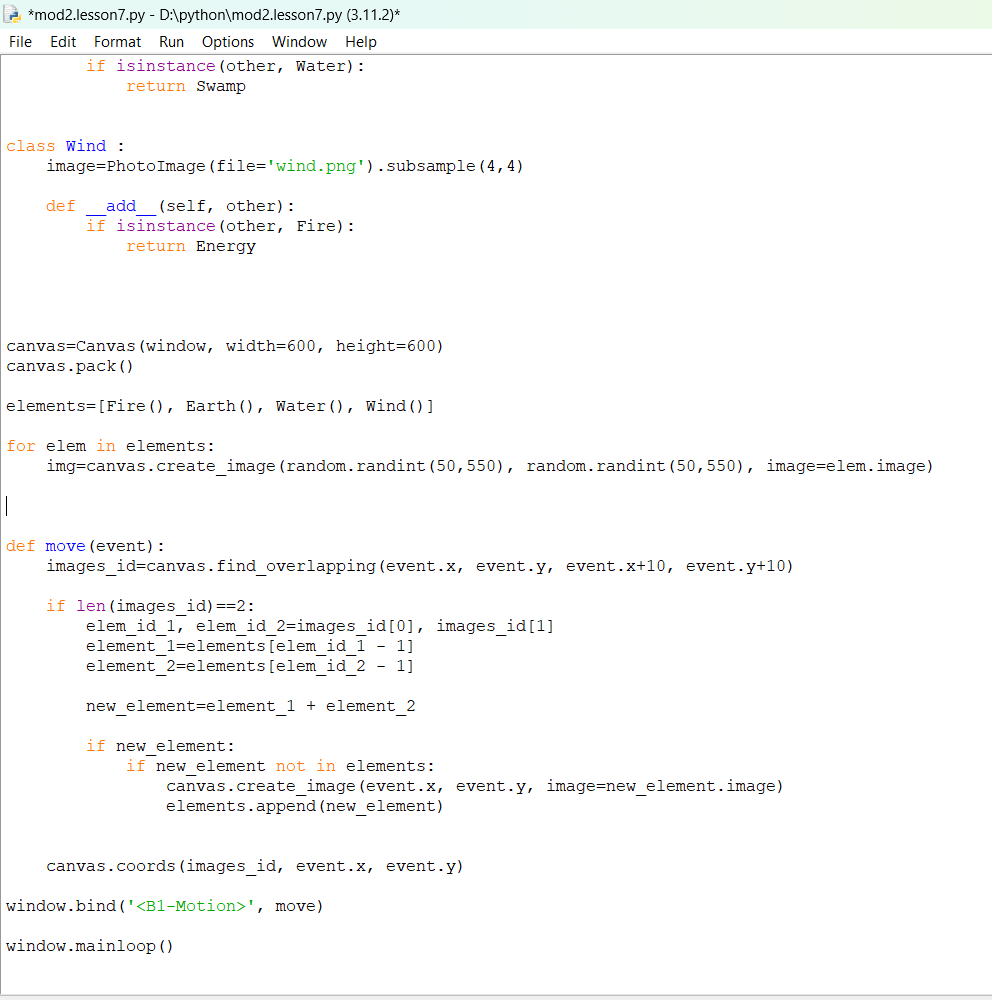 *mod2.lesson7.py - D:\python\mod2.lesson7.py (3.11.2)*
File Edit Format Run Options Window Help
        if isinstance(other, Water):
            return Swamp
class Wind :
    image=PhotoImage(file='wind.png').subsample(4,4)
    def __add__(self, other):
        if isinstance(other, Fire):
            return Energy
canvas=Canvas(window, width=600, height=600)
canvas.pack()
elements=[Fire(), Earth(), Water(), Wind()]
for elem in elements:
    img=canvas.create_image(random.randint(50,550), random.randint(50,550), image=elem.image)
def move(event):
    images_id=canvas.find_overlapping(event.x, event.y, event.x+10, event.y+10)
    if len(images_id)==2:
        elem_id_1, elem_id_2=images_id[0], images_id[1]
        element_1=elements[elem_id_1 - 1]
        element_2=elements[elem_id_2 - 1]
        new_element=element_1 + element_2
        if new_element:
            if new_element not in elements:
                canvas.create_image(event.x, event.y, image=new_element.image)
                elements.append(new_element)
    canvas.coords(images_id, event.x, event.y)
window.bind('<B1-Motion>', move)
window.mainloop()